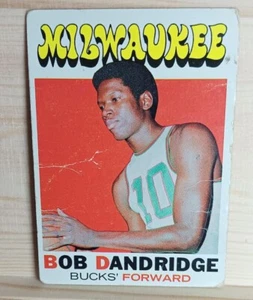 MILWAUKEE
10
BOB DANDRIDGE
BUCKS' FORWARD